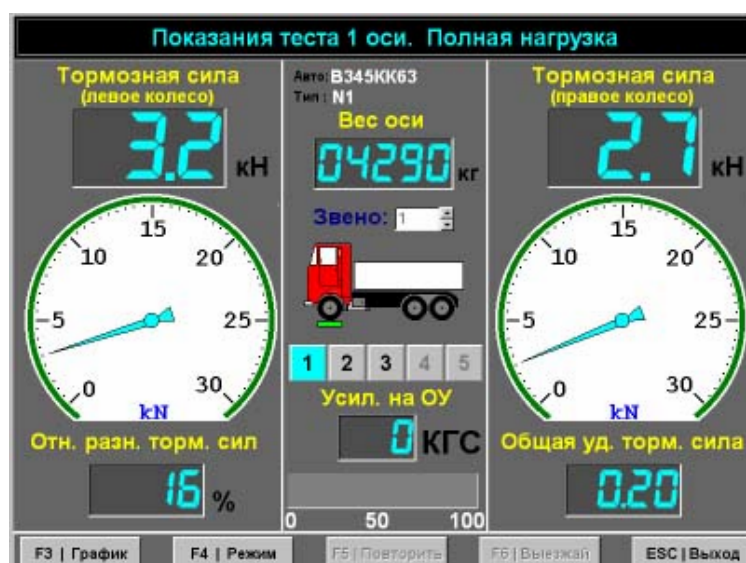 Показания теста 1 оси. Полная нагрузка
Тормозная сила
(левое колесо)
3.2 кН
15
10
20
5
25
0
30
kN
Отн. разн. торм. сил
16 %
Авто: В345КК63
Тип : N1
Вес оси
04290 кг
Звено: 1
1 2 3 4 5
Усил. на ОУ
0 КГС
0 50 100
Тормозная сила
(правое колесо)
2.7 кН
15
10
20
5
25
0
30
kN
Общая уд. торм. сила
0.20
F3 | График F4 | Режим F5 | Повторить F6 | Выезжай ESC | Выход